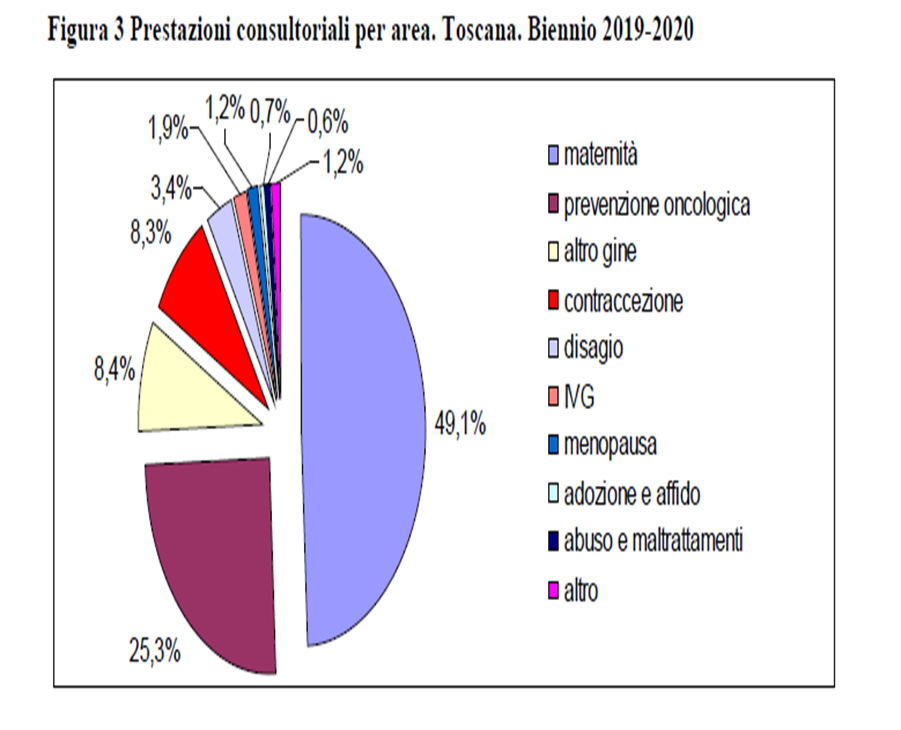 Figura 3 Prestazioni consultoriali per area. Toscana. Biennio 2019-2020
1,2% 0,7% 0,6%
1,9%
1,2%
3,4%
8,3%
8,4%
49,1%
25,3%
maternità
prevenzione oncologica
altro gine
contraccezione
disagio
IVG
menopausa
adozione e affido
abuso e maltrattamenti
altro